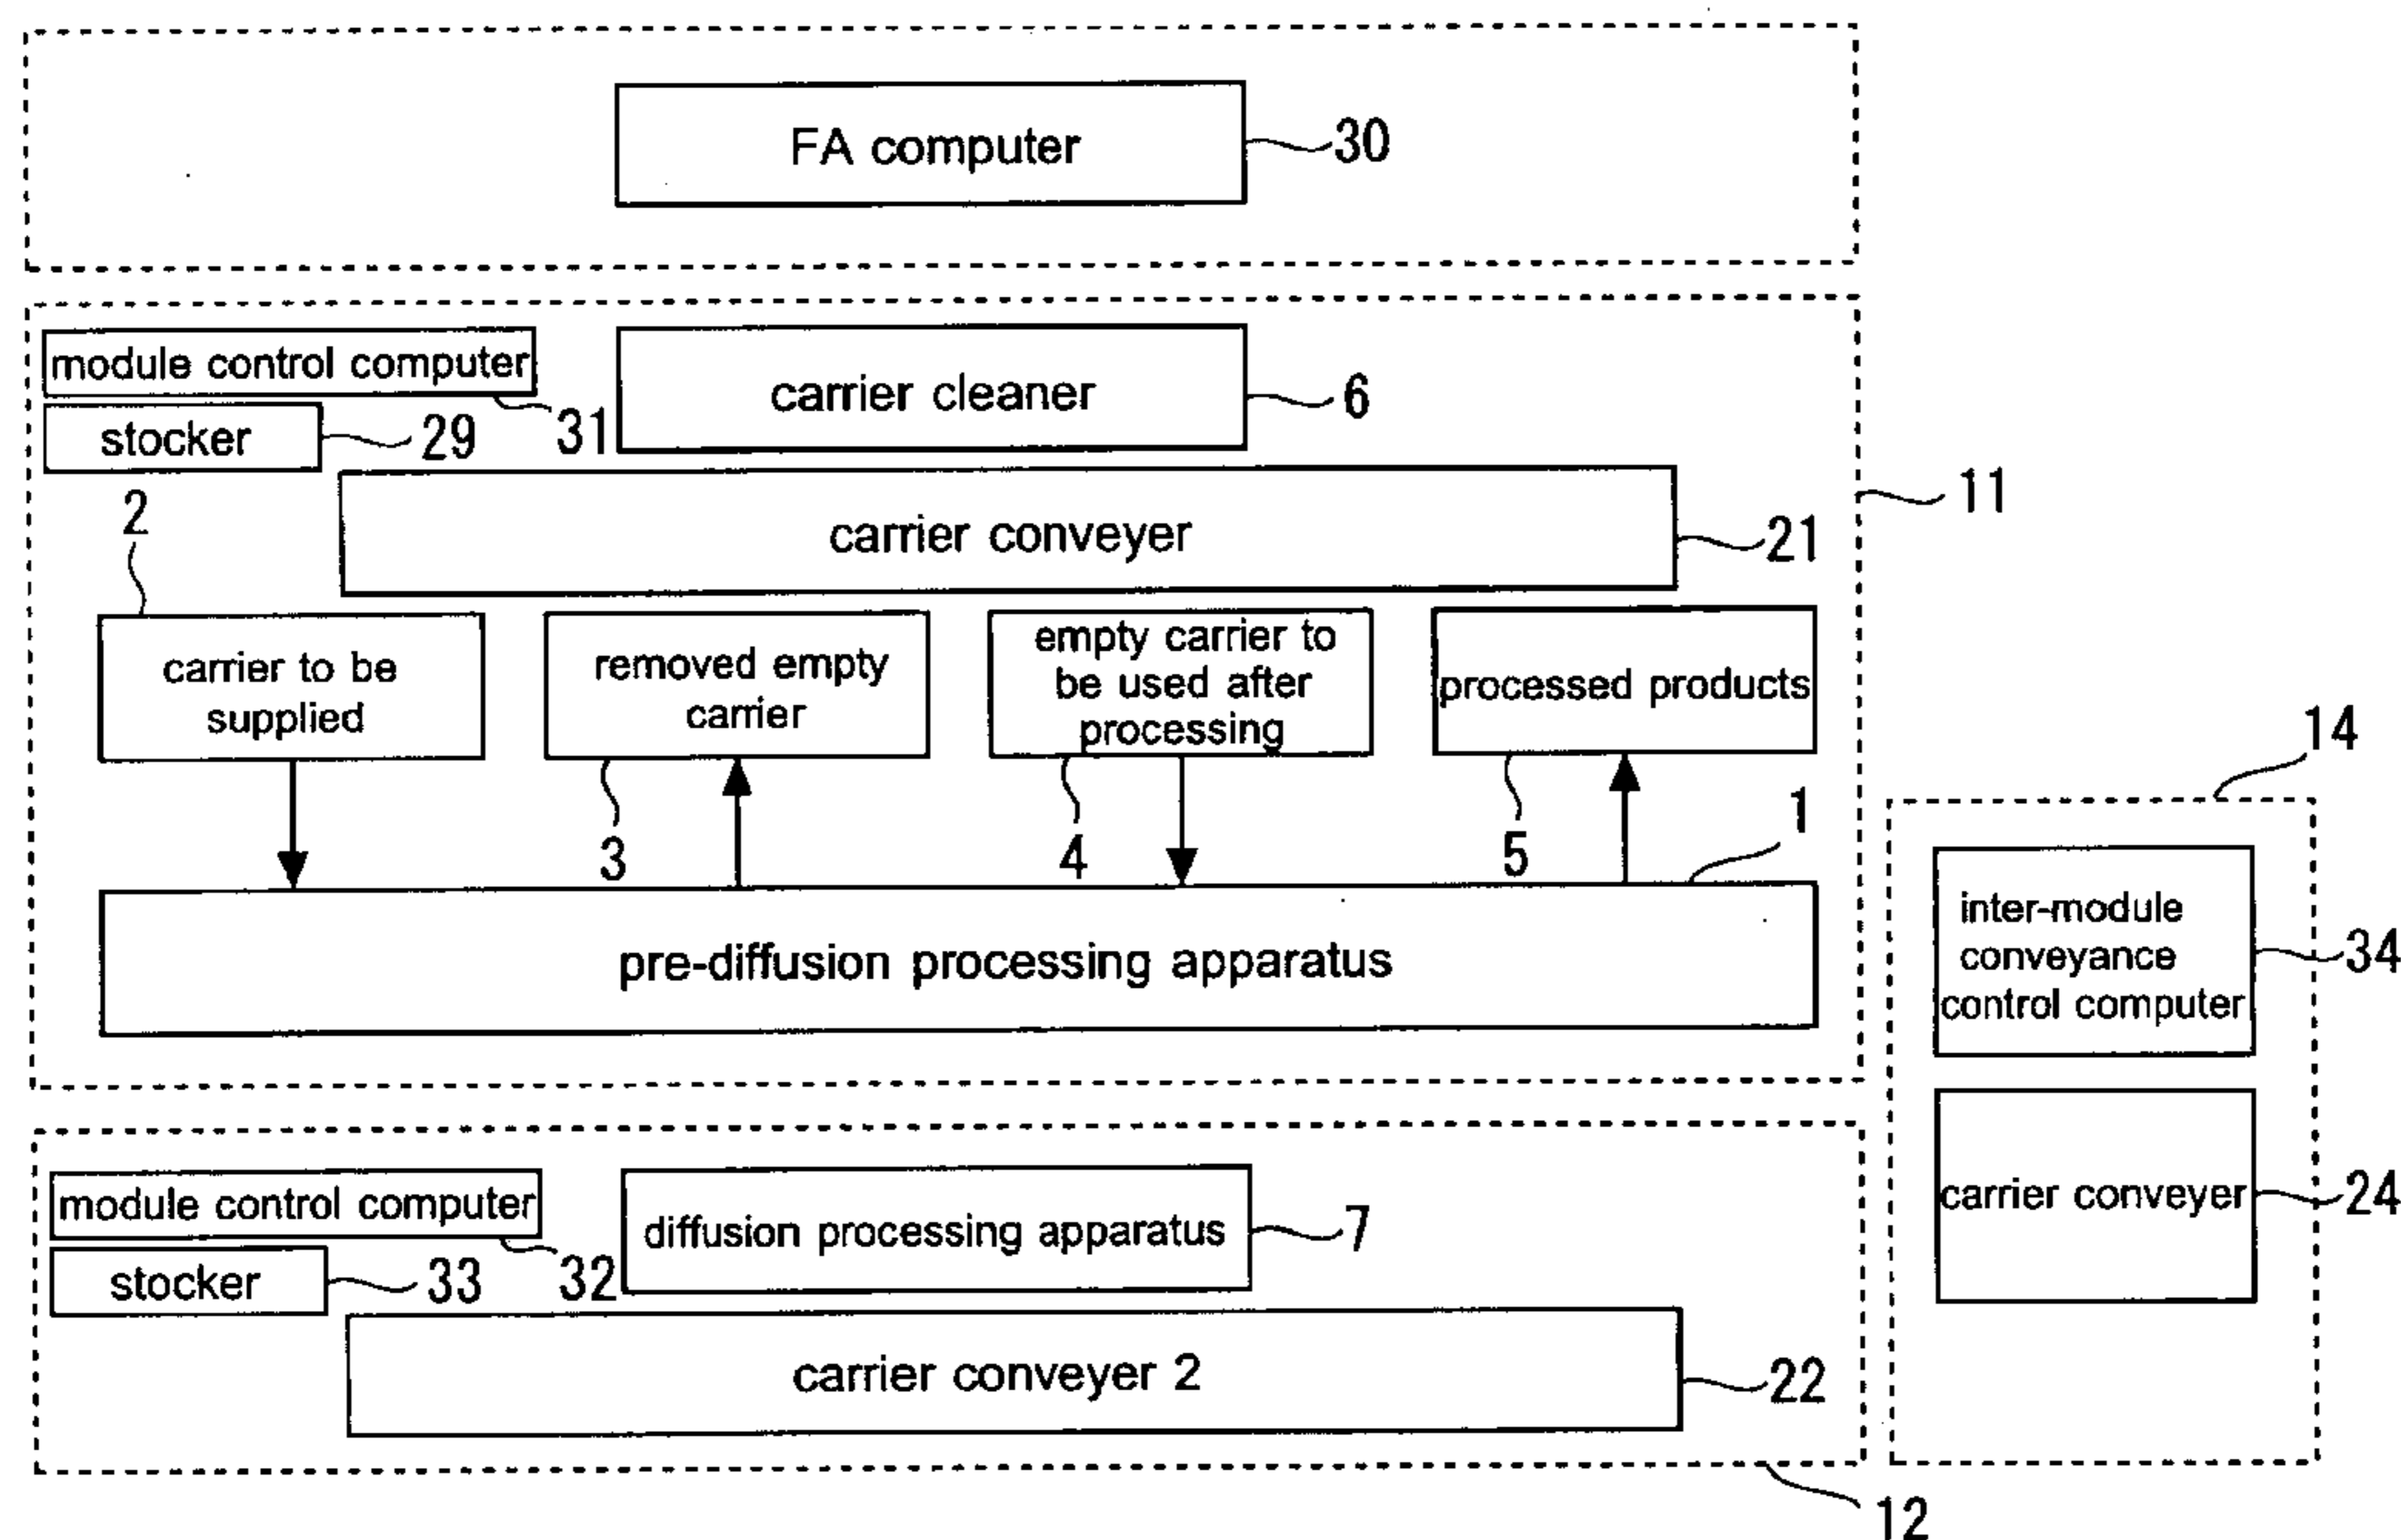 FA computer
30
module control computer
31
carrier cleaner
6
stocker
29
11
2
carrier conveyer
21
carrier to be
supplied
removed empty
carrier
empty carrier to
be used after
processing
processed products
3
4
5
1
14
pre-diffusion processing apparatus
inter-module
conveyance
control computer
34
module control computer
32
diffusion processing apparatus
7
carrier conveyer
24
stocker
33
carrier conveyer 2
22
12